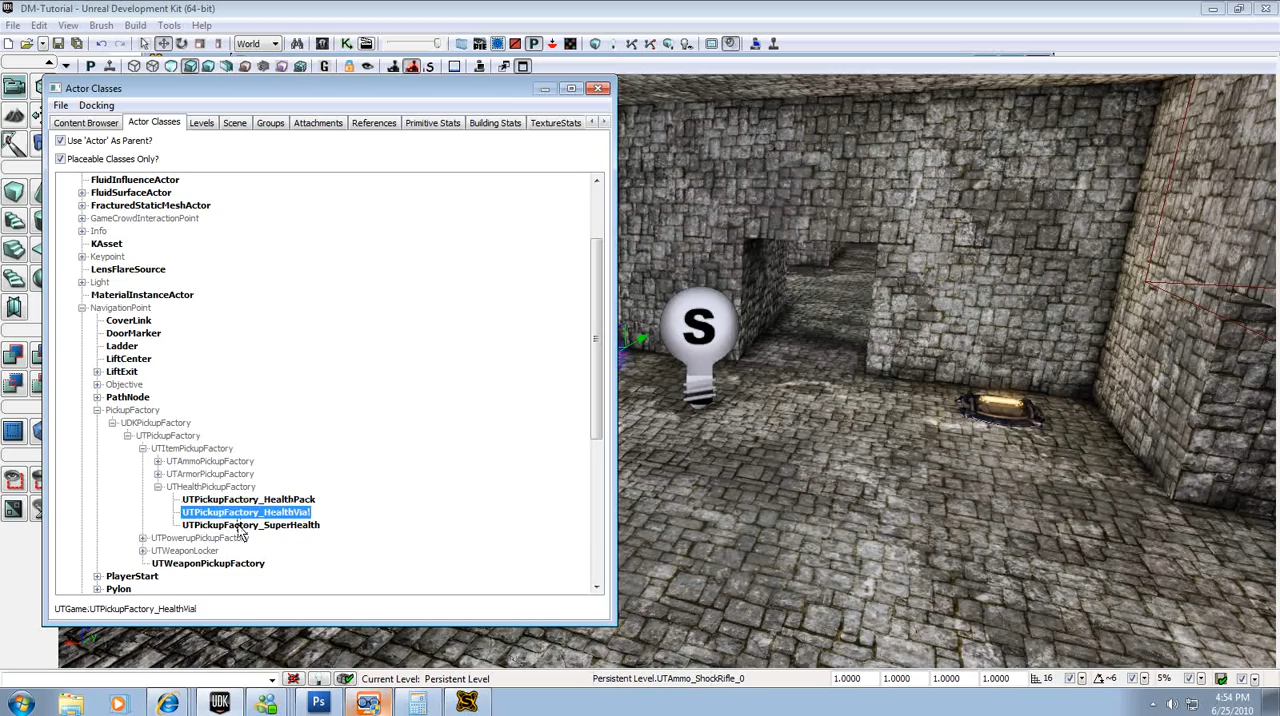 DM-Tutorial - Unreal Development Kit (64-bit)
File Edit View Brush Build Tools Help
World
Actor Classes
File Docking
Content Browser Actor Classes Levels Scene Groups Attachments References Primitive Stats Building Stats TextureStats
Use 'Actor' As Parent?
Placeable Classes Only?
FluidInfluenceActor
FluidSurfaceActor
FracturedStaticMeshActor
GameCrowdInteractionPoint
Info
KAsset
Keypoint
LensFlareSource
Light
MaterialInstanceActor
NavigationPoint
CoverLink
DoorMarker
Ladder
LiftCenter
LiftExit
Objective
PathNode
PickupFactory
UDKPickupFactory
UTPickupFactory
UTItemPickupFactory
UTAmmoPickupFactory
UTArmorPickupFactory
UTHealthPickupFactory
UTPickupFactory_HealthPack
UTPickupFactory_HealthVial
UTPickupFactory_SuperHealth
UTPowerupPickupFactory
UTWeaponLocker
UTWeaponPickupFactory
PlayerStart
Pylon
UTGame.UTPickupFactory_HealthVial
S
Current Level: Persistent Level Persistent Level.UTAmmo_ShockRifle_0 1.0000 1.0000 1.0000 1.0000 16 ~6 5%
Ps UDK
4:54 PM
6/25/2010